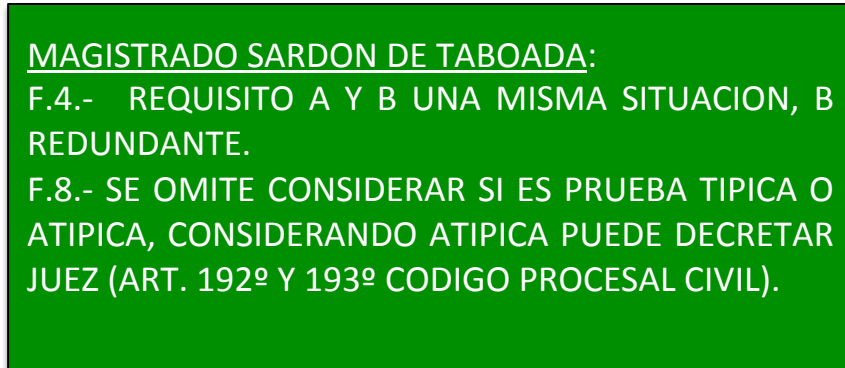 MAGISTRADO SARDON DE TABOADA:
F.4.- REQUISITO A Y B UNA MISMA SITUACION, B
REDUNDANTE.
F.8.- SE OMITE CONSIDERAR SI ES PRUEBA TIPICA O
ATIPICA, CONSIDERANDO ATIPICA PUEDE DECRETAR
JUEZ (ART. 192º Y 193º CODIGO PROCESAL CIVIL).